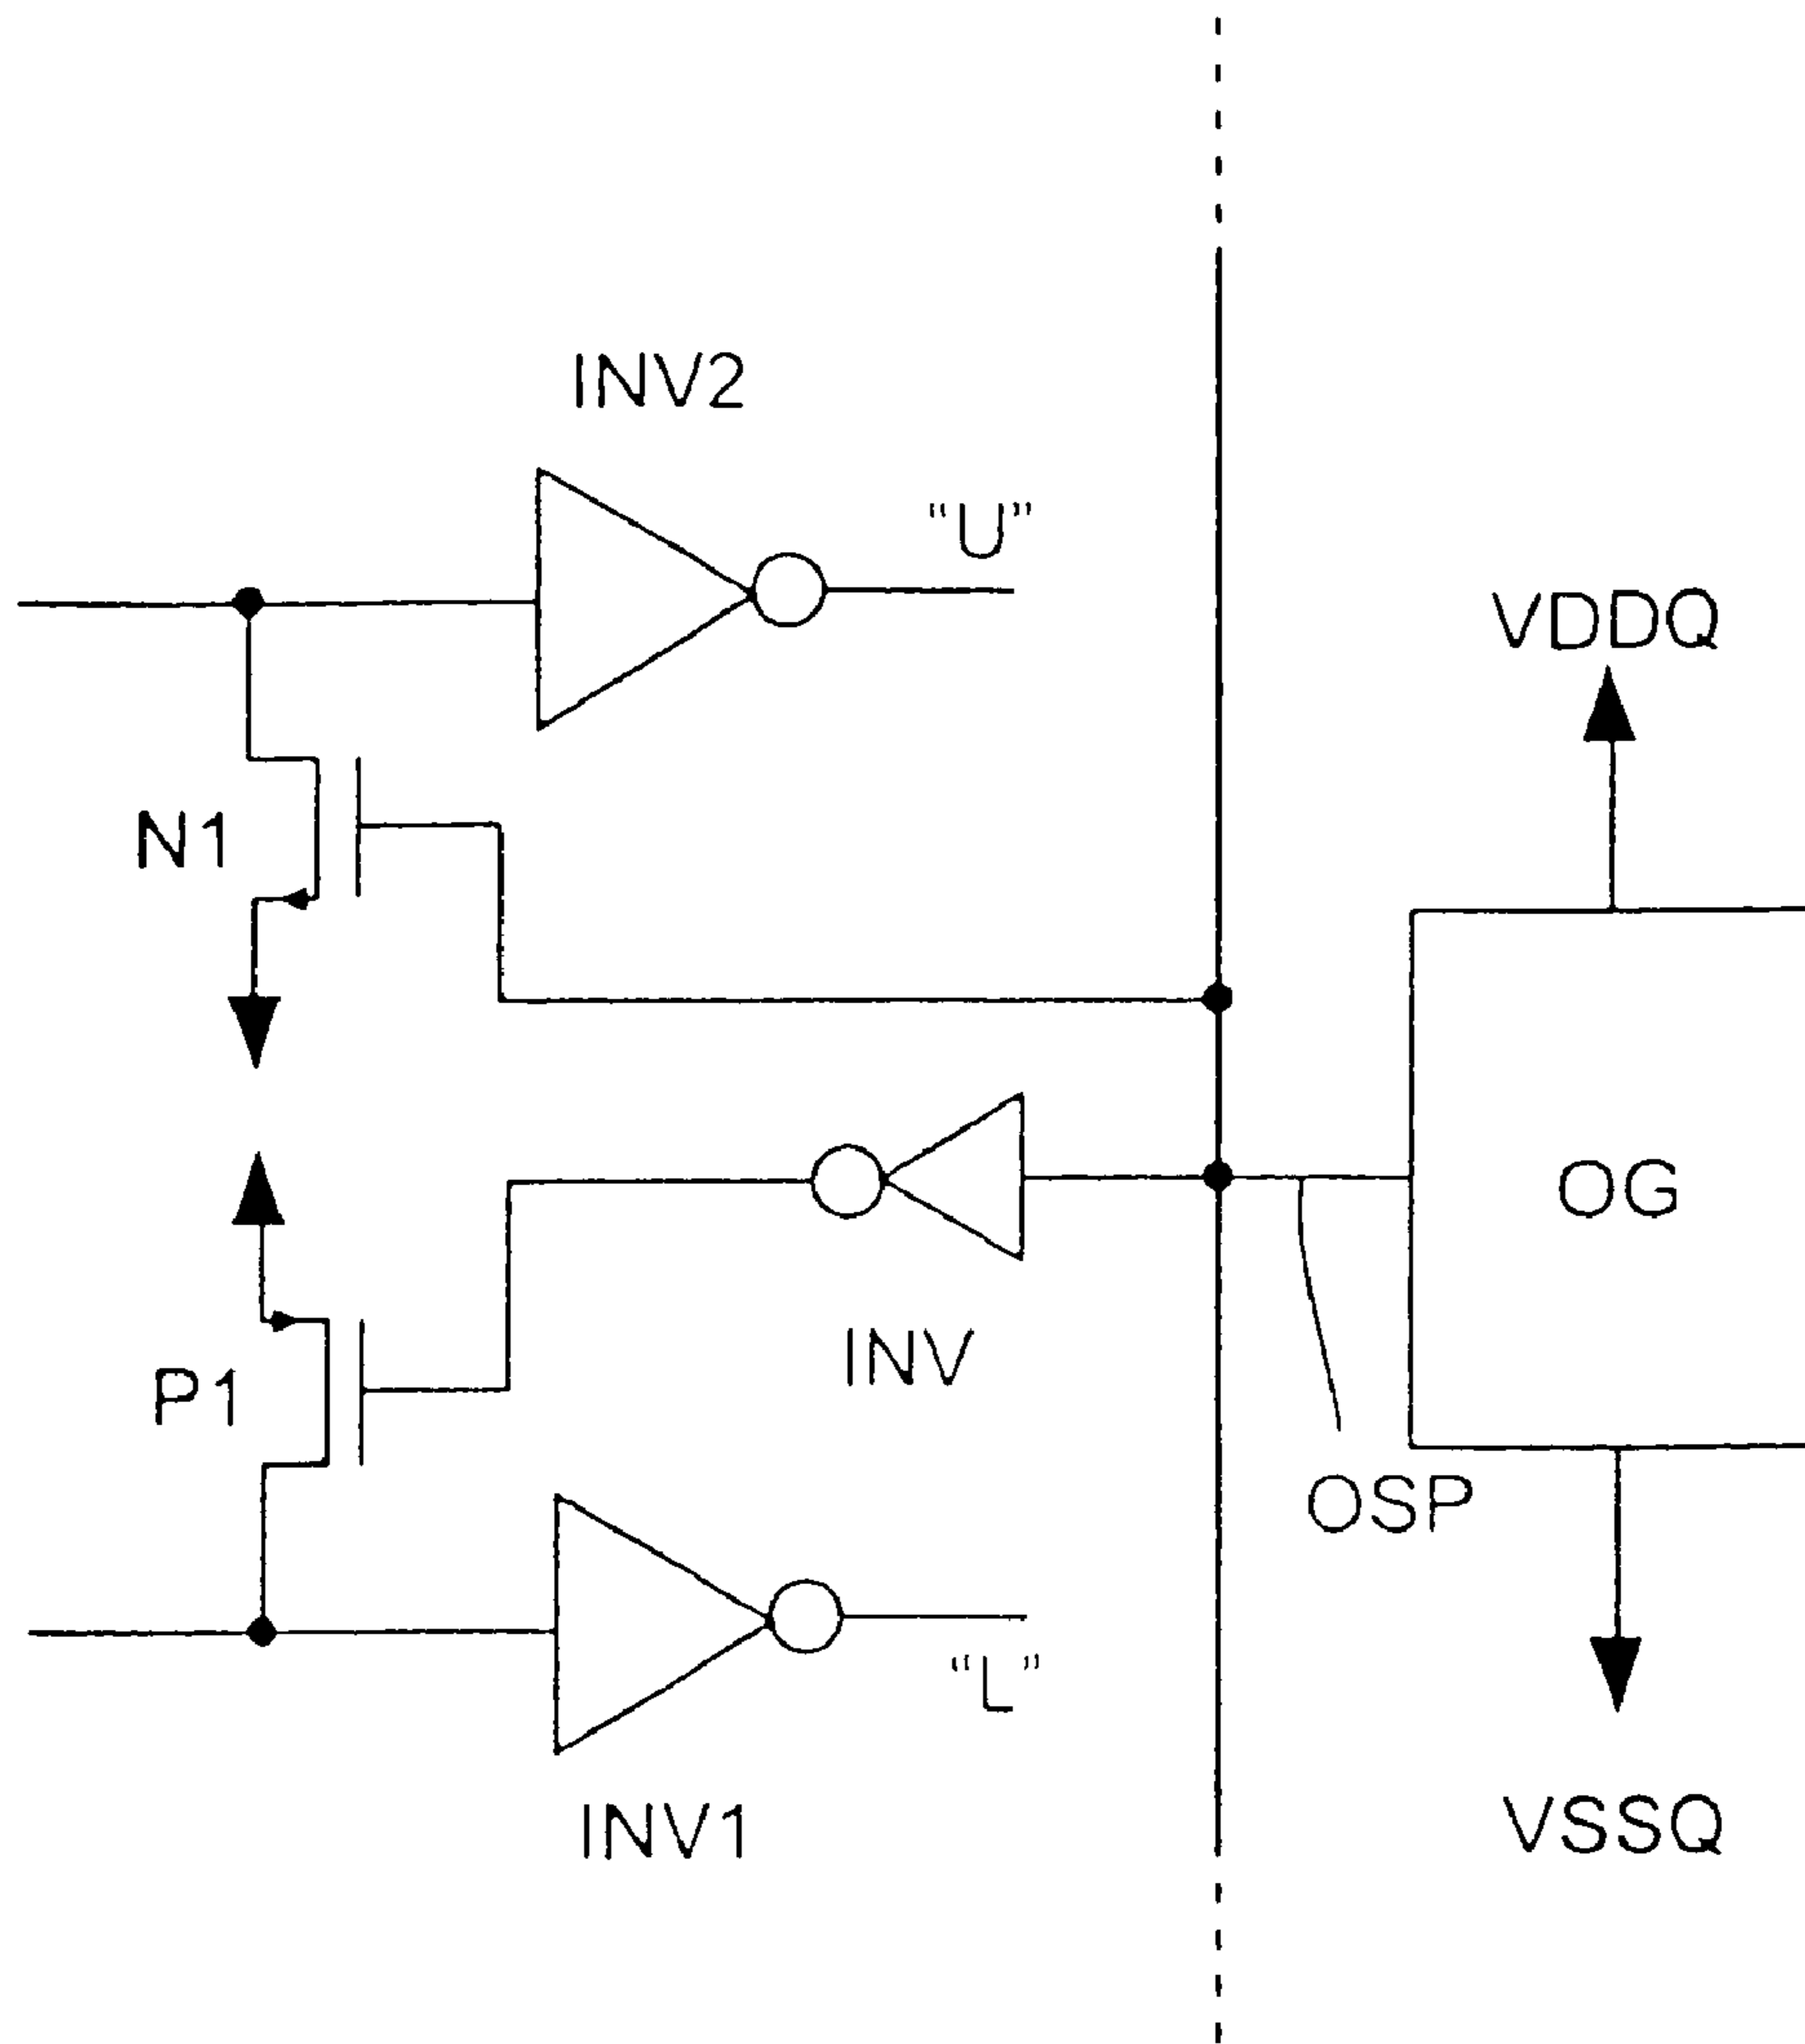 INV2
“U”
VDDQ
N1
OG
INV
P1
OSP
“L”
INV1
VSSQ